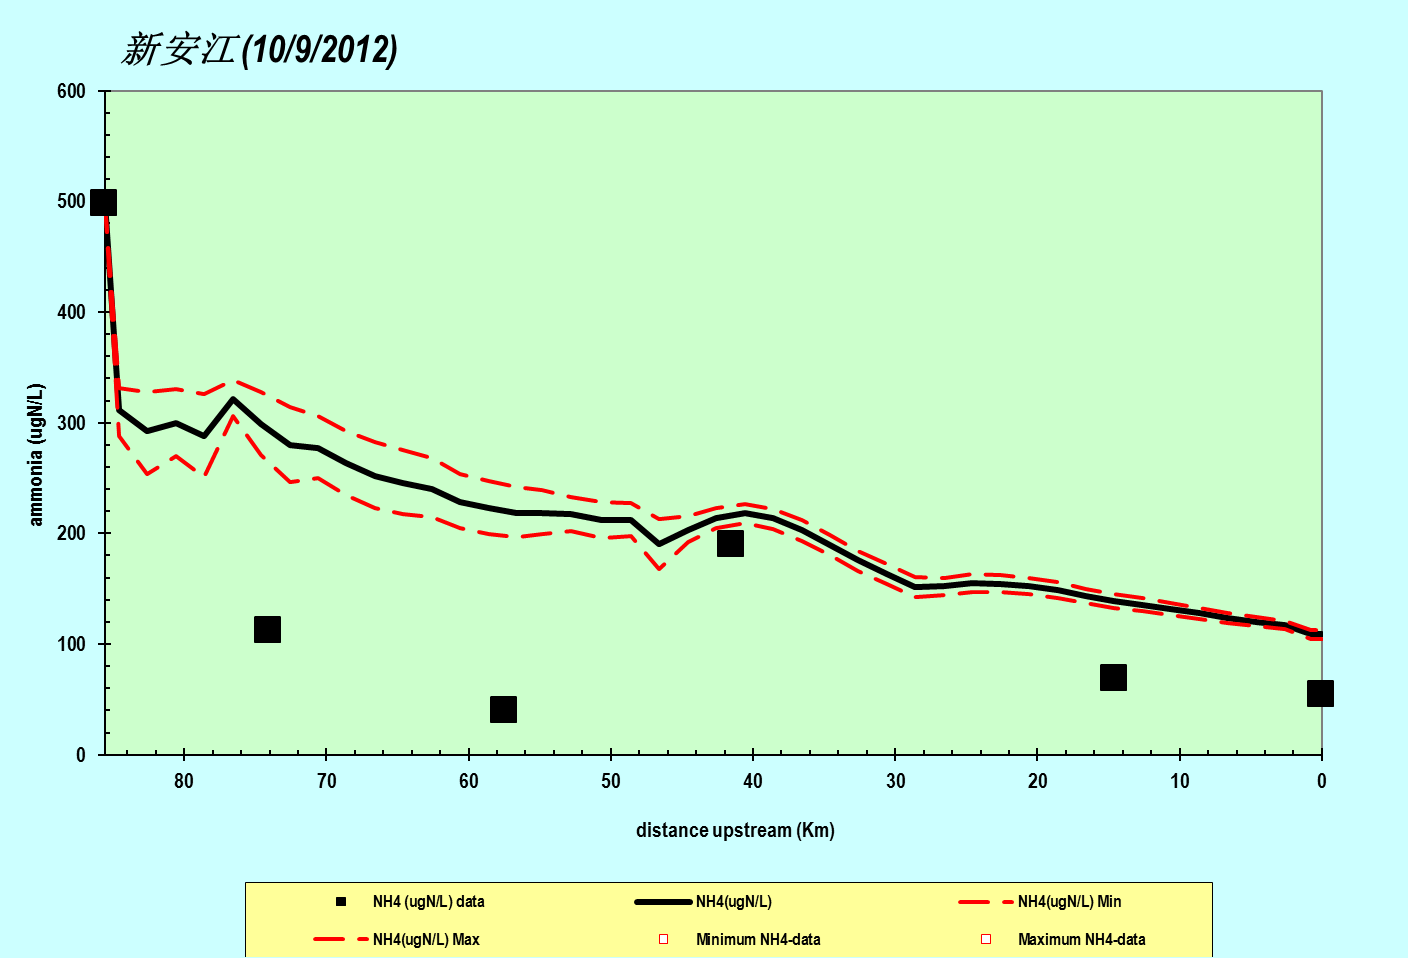 新安江(10/9/2012)
600
500
400
300
200
100
0
ammonia (ugN/L)
80 70 60 50 40 30 20 10 0
distance upstream (Km)
NH4 (ugN/L) data NH4(ugN/L) NH4(ugN/L) Min
NH4(ugN/L) Max Minimum NH4-data Maximum NH4-data